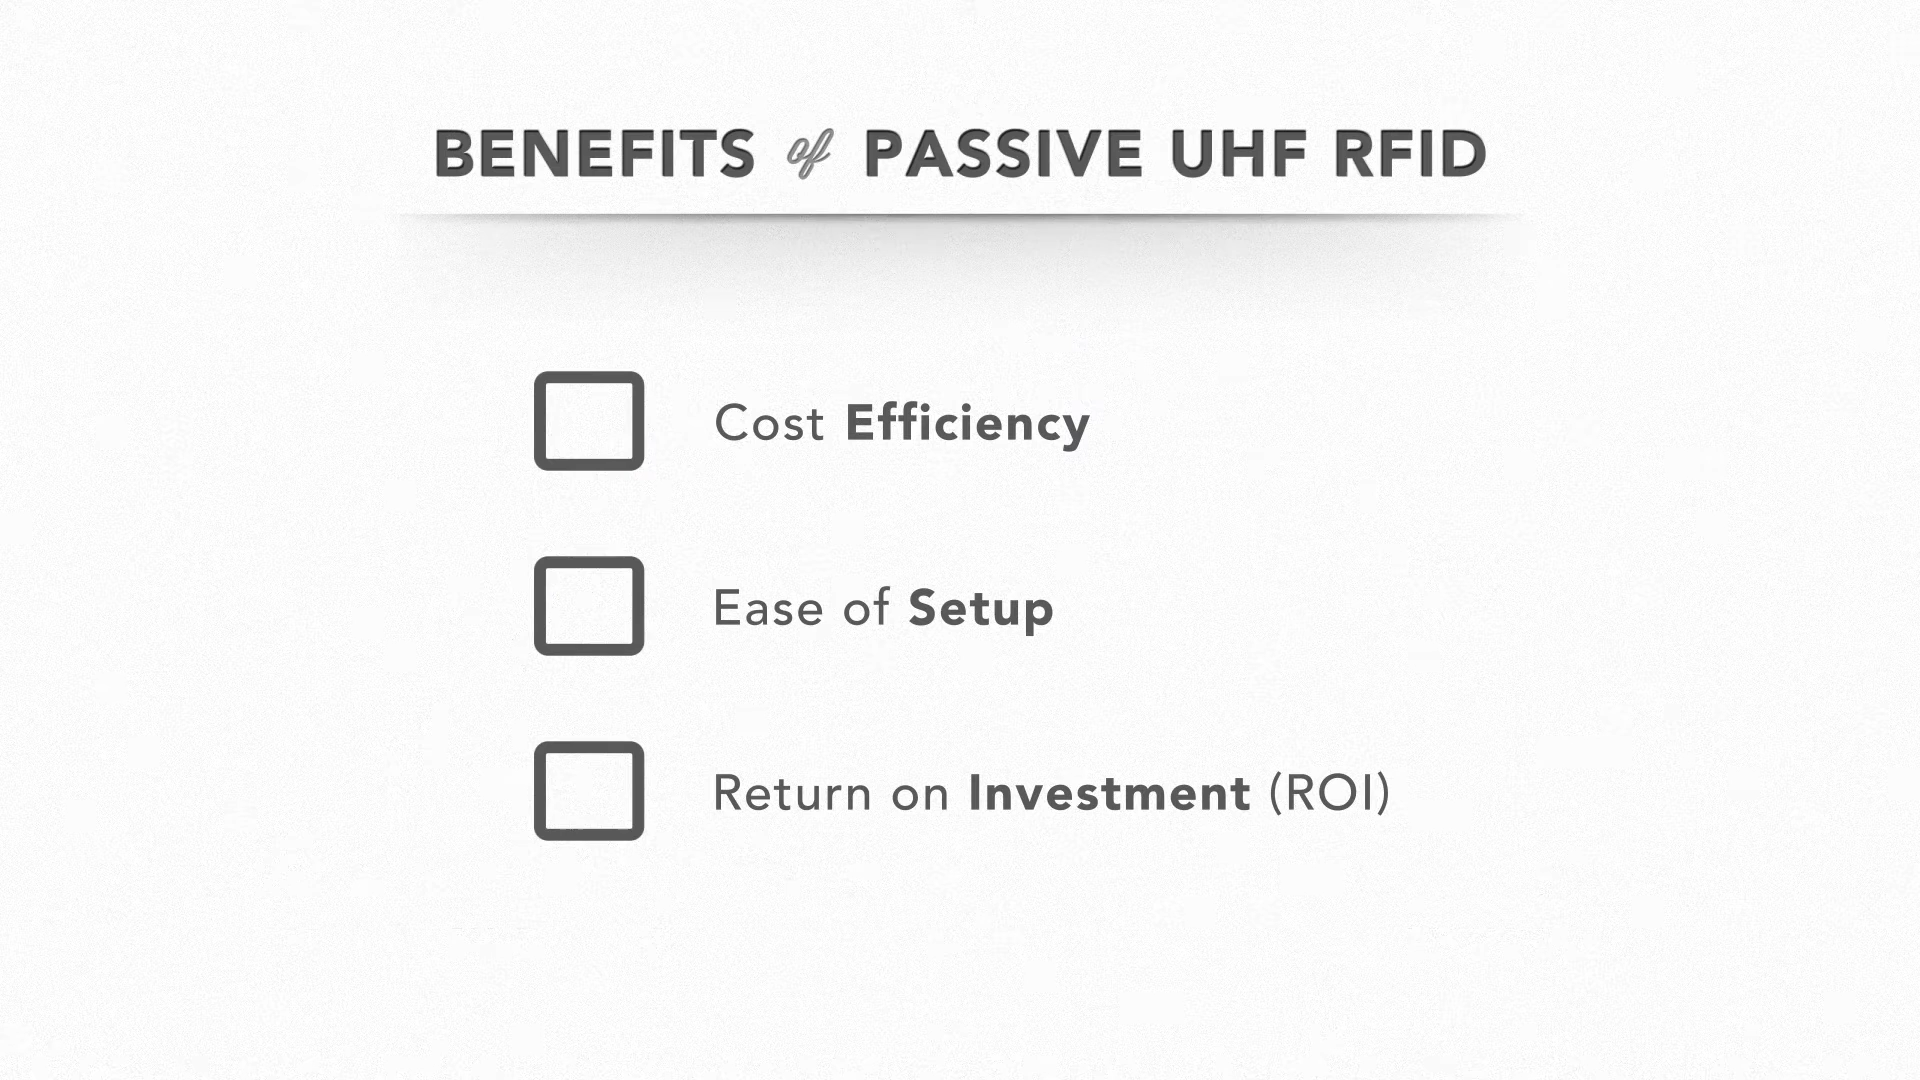 BENEFITS of PASSIVE UHF RFID
Cost Efficiency
Ease of Setup
Return on Investment (ROI)